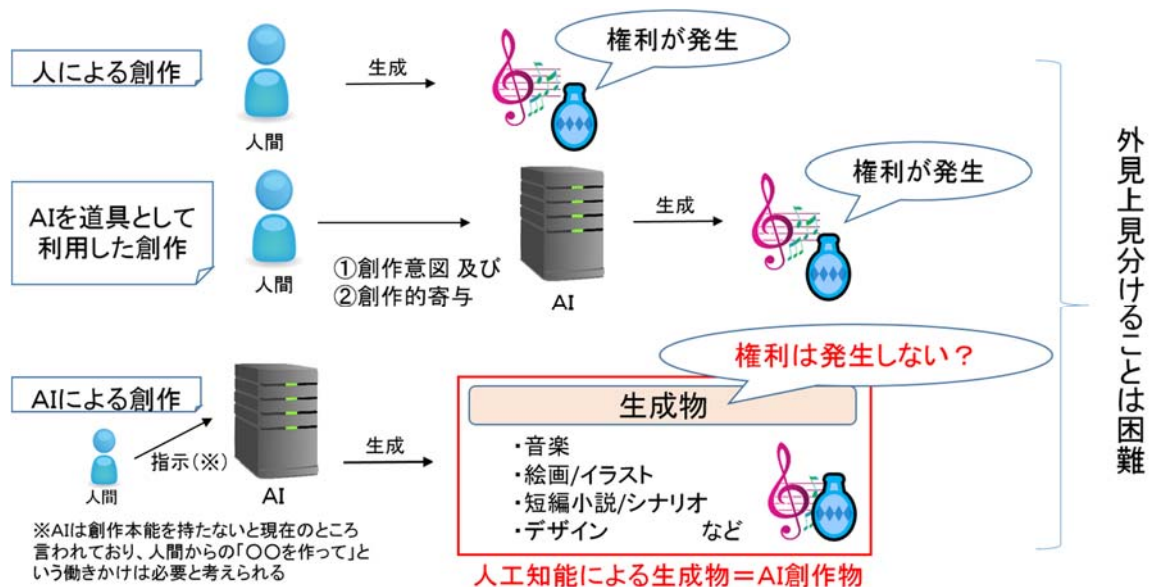 人による創作
人間
生成
権利が発生
AIを道具として
利用した創作
人間
①創作意図 及び
②創作的寄与
AI
生成
権利が発生
AIによる創作
人間
指示(※)
AI
生成
権利は発生しない？
生成物
・音楽
・絵画/イラスト
・短編小説/シナリオ
・デザイン　　　など
※AIは創作本能を持たないと現在のところ
言われており、人間からの「〇〇を作って」と
いう働きかけは必要と考えられる
人工知能による生成物＝AI創作物
外見上見分けることは困難